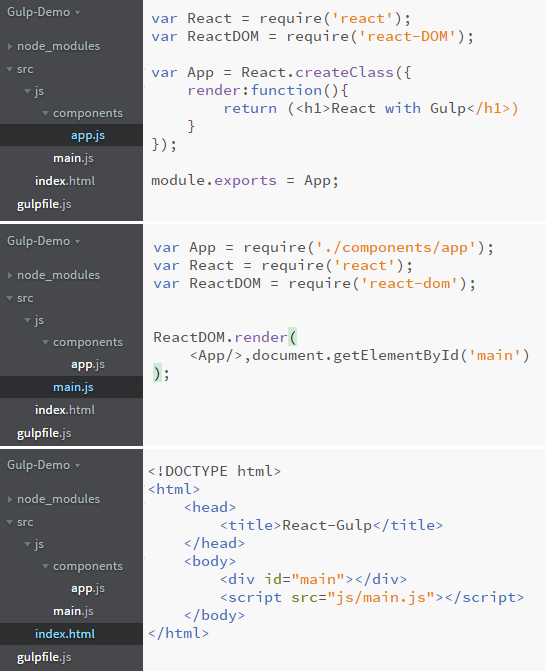 Gulp-Demo
node_modules
src
js
components
app.js
main.js
index.html
gulpfile.js
var React = require('react');
var ReactDOM = require('react-DOM');
var App = React.createClass({
render:function(){
return (<h1>React with Gulp</h1>)
}
});
module.exports = App;
Gulp-Demo
node_modules
src
js
components
app.js
main.js
index.html
gulpfile.js
var App = require('./components/app');
var React = require('react');
var ReactDOM = require('react-dom');
ReactDOM.render(
<App/>,document.getElementById('main')
);
Gulp-Demo
node_modules
src
js
components
app.js
main.js
index.html
gulpfile.js
<!DOCTYPE html>
<html>
<head>
<title>React-Gulp</title>
</head>
<body>
<div id="main"></div>
<script src="js/main.js"></script>
</body>
</html>